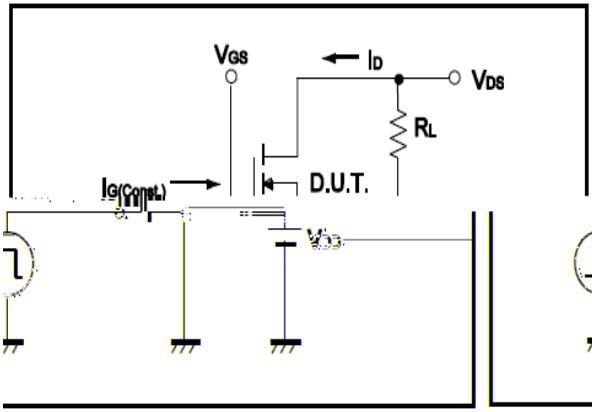 VGS
ID
VDS
RL
IG(Const.)
D.U.T.
VDD